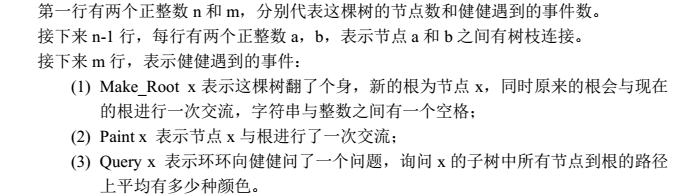 第一行有两个正整数 n 和 m，分别代表这棵树的节点数和健健遇到的事件数。
接下来 n-1 行，每行有两个正整数 a，b，表示节点 a 和 b 之间有树枝连接。
接下来 m 行，表示健健遇到的事件：
(1) Make_Root x 表示这棵树翻了个身，新的根为节点 x，同时原来的根会与现在
的根进行一次交流，字符串与整数之间有一个空格；
(2) Paint x 表示节点 x 与根进行了一次交流；
(3) Query x 表示环环向健健问了一个问题，询问 x 的子树中所有节点到根的路径
上平均有多少种颜色。